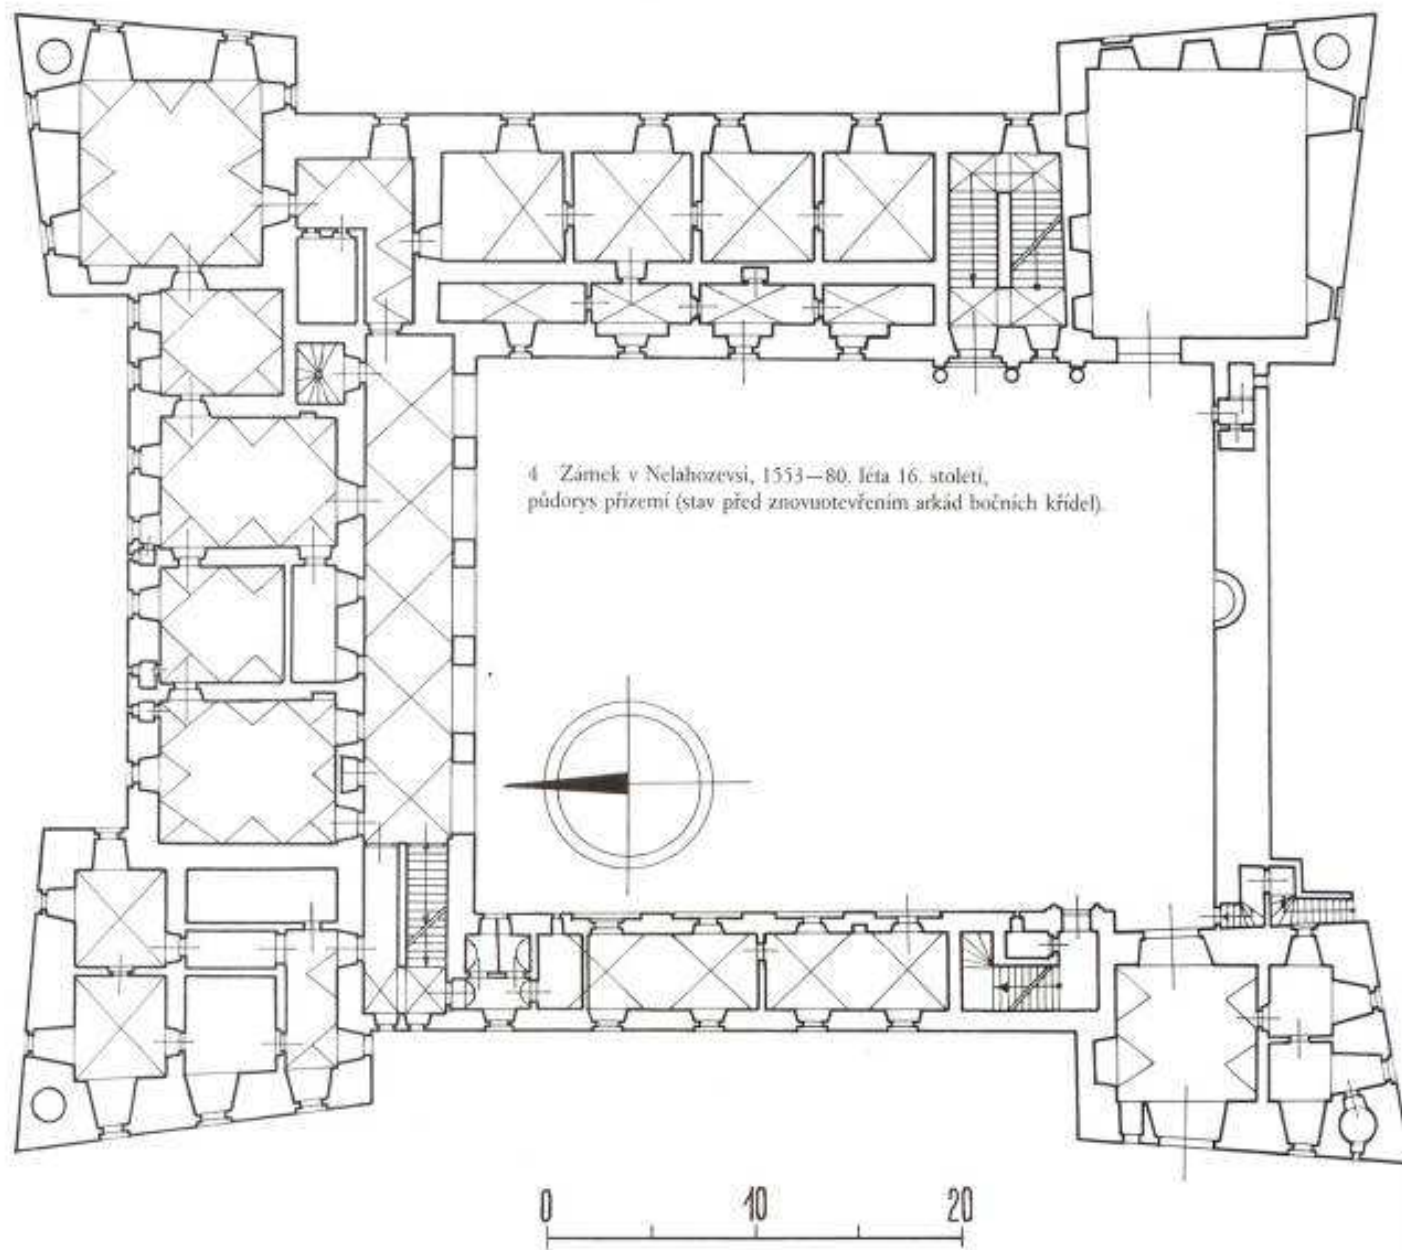 4 Zámek v Nelahozevsi, 1553—80. léta 16. století,
půdorys přízemí (stav před znovuotevřením arkád bočních křídel).
0 10 20